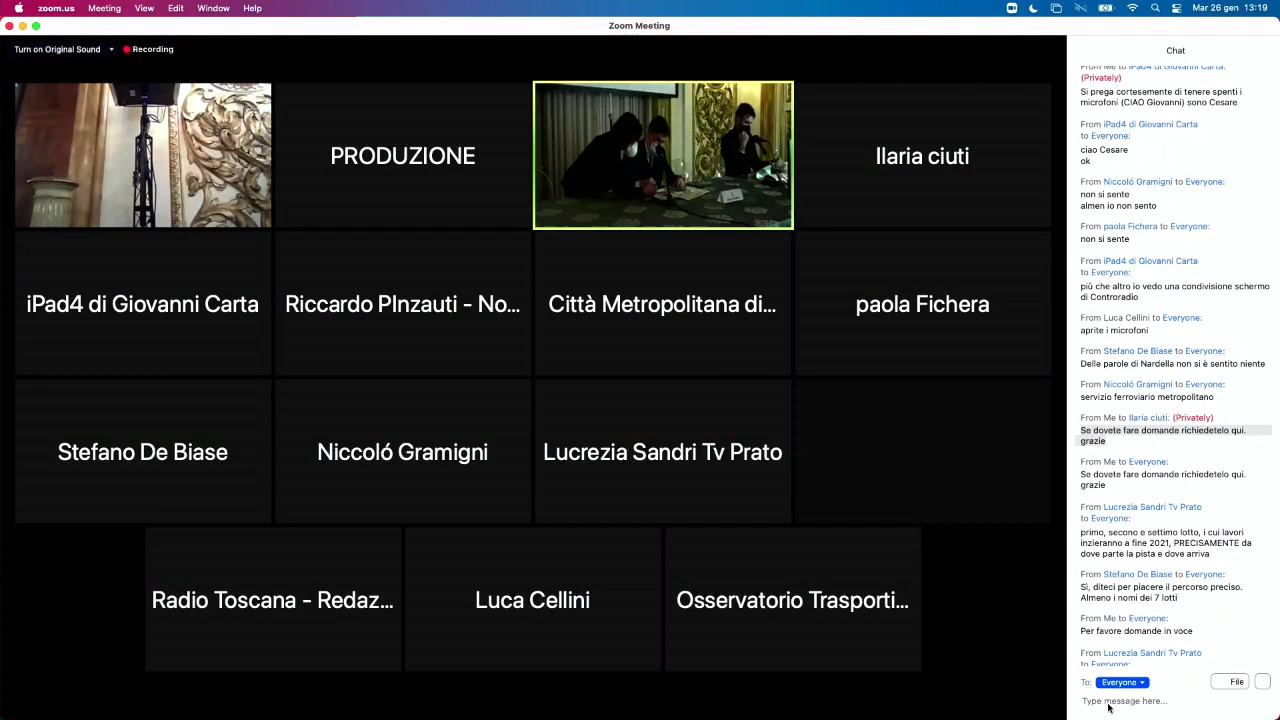 zoom.us Meeting View Edit Window Help Mar 26 gen 13:19
Zoom Meeting
Turn on Original Sound Recording
PRODUZIONE
Ilaria ciuti
iPad4 di Giovanni Carta
Riccardo PInzauti - No...
Città Metropolitana di...
paola Fichera
Stefano De Biase
Niccoló Gramigni
Lucrezia Sandri Tv Prato
Radio Toscana - Redaz...
Luca Cellini
Osservatorio Trasporti...
Chat
From Me to iPad4 di Giovanni Carta:
(Privately)
Si prega cortesemente di tenere spenti i
microfoni (CIAO Giovanni) sono Cesare
From iPad4 di Giovanni Carta
to Everyone:
ciao Cesare
ok
From Niccoló Gramigni to Everyone:
non si sente
almen io non sento
From paola Fichera to Everyone:
non si sente
From iPad4 di Giovanni Carta
to Everyone:
più che altro io vedo una condivisione schermo
di Controradio
From Luca Cellini to Everyone:
aprite i microfoni
From Stefano De Biase to Everyone:
Delle parole di Nardella non si è sentito niente
From Niccoló Gramigni to Everyone:
servizio ferroviario metropolitano
From Me to Ilaria ciuti: (Privately)
Se dovete fare domande richiedetelo qui.
grazie
From Me to Everyone:
Se dovete fare domande richiedetelo qui.
grazie
From Lucrezia Sandri Tv Prato
to Everyone:
primo, secono e settimo lotto, i cui lavori
inzieranno a fine 2021, PRECISAMENTE da
dove parte la pista e dove arriva
From Stefano De Biase to Everyone:
Sì, diteci per piacere il percorso preciso.
Almeno i nomi dei 7 lotti
From Me to Everyone:
Per favore domande in voce
From Lucrezia Sandri Tv Prato
to Everyone:
To: Everyone File
Type message here...